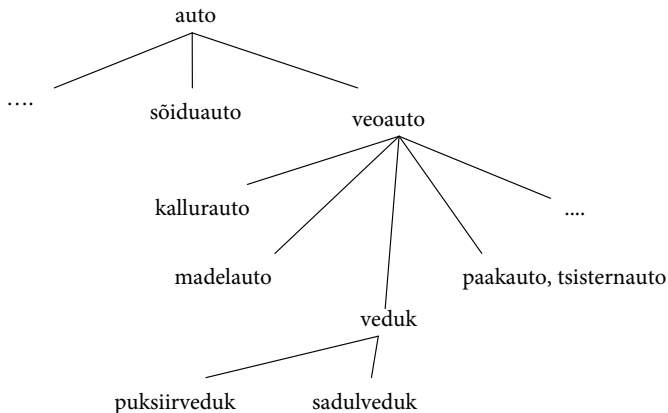 auto
....
sõiduauto
veoauto
kallurauto
....
madelauto
paakauto, tsisternauto
veduk
puksiirveduk
sadulveduk